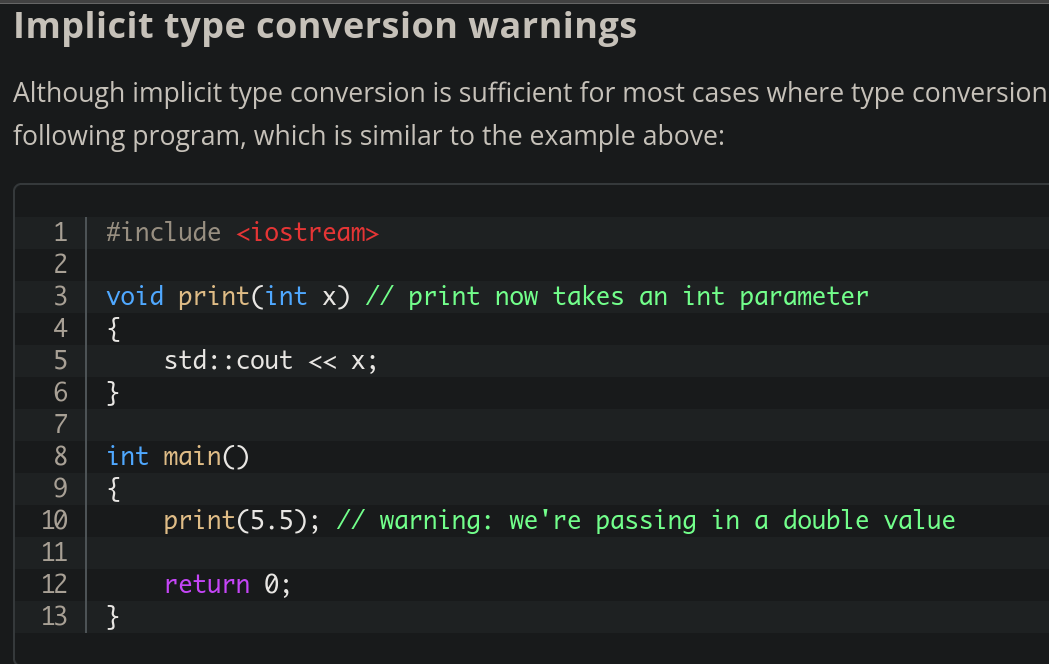 Implicit type conversion warnings
Although implicit type conversion is sufficient for most cases where type conversion
following program, which is similar to the example above:
1 #include <iostream>
2
3 void print(int x) // print now takes an int parameter
4 {
5     std::cout << x;
6 }
7
8 int main()
9 {
10     print(5.5); // warning: we're passing in a double value
11
12     return 0;
13 }